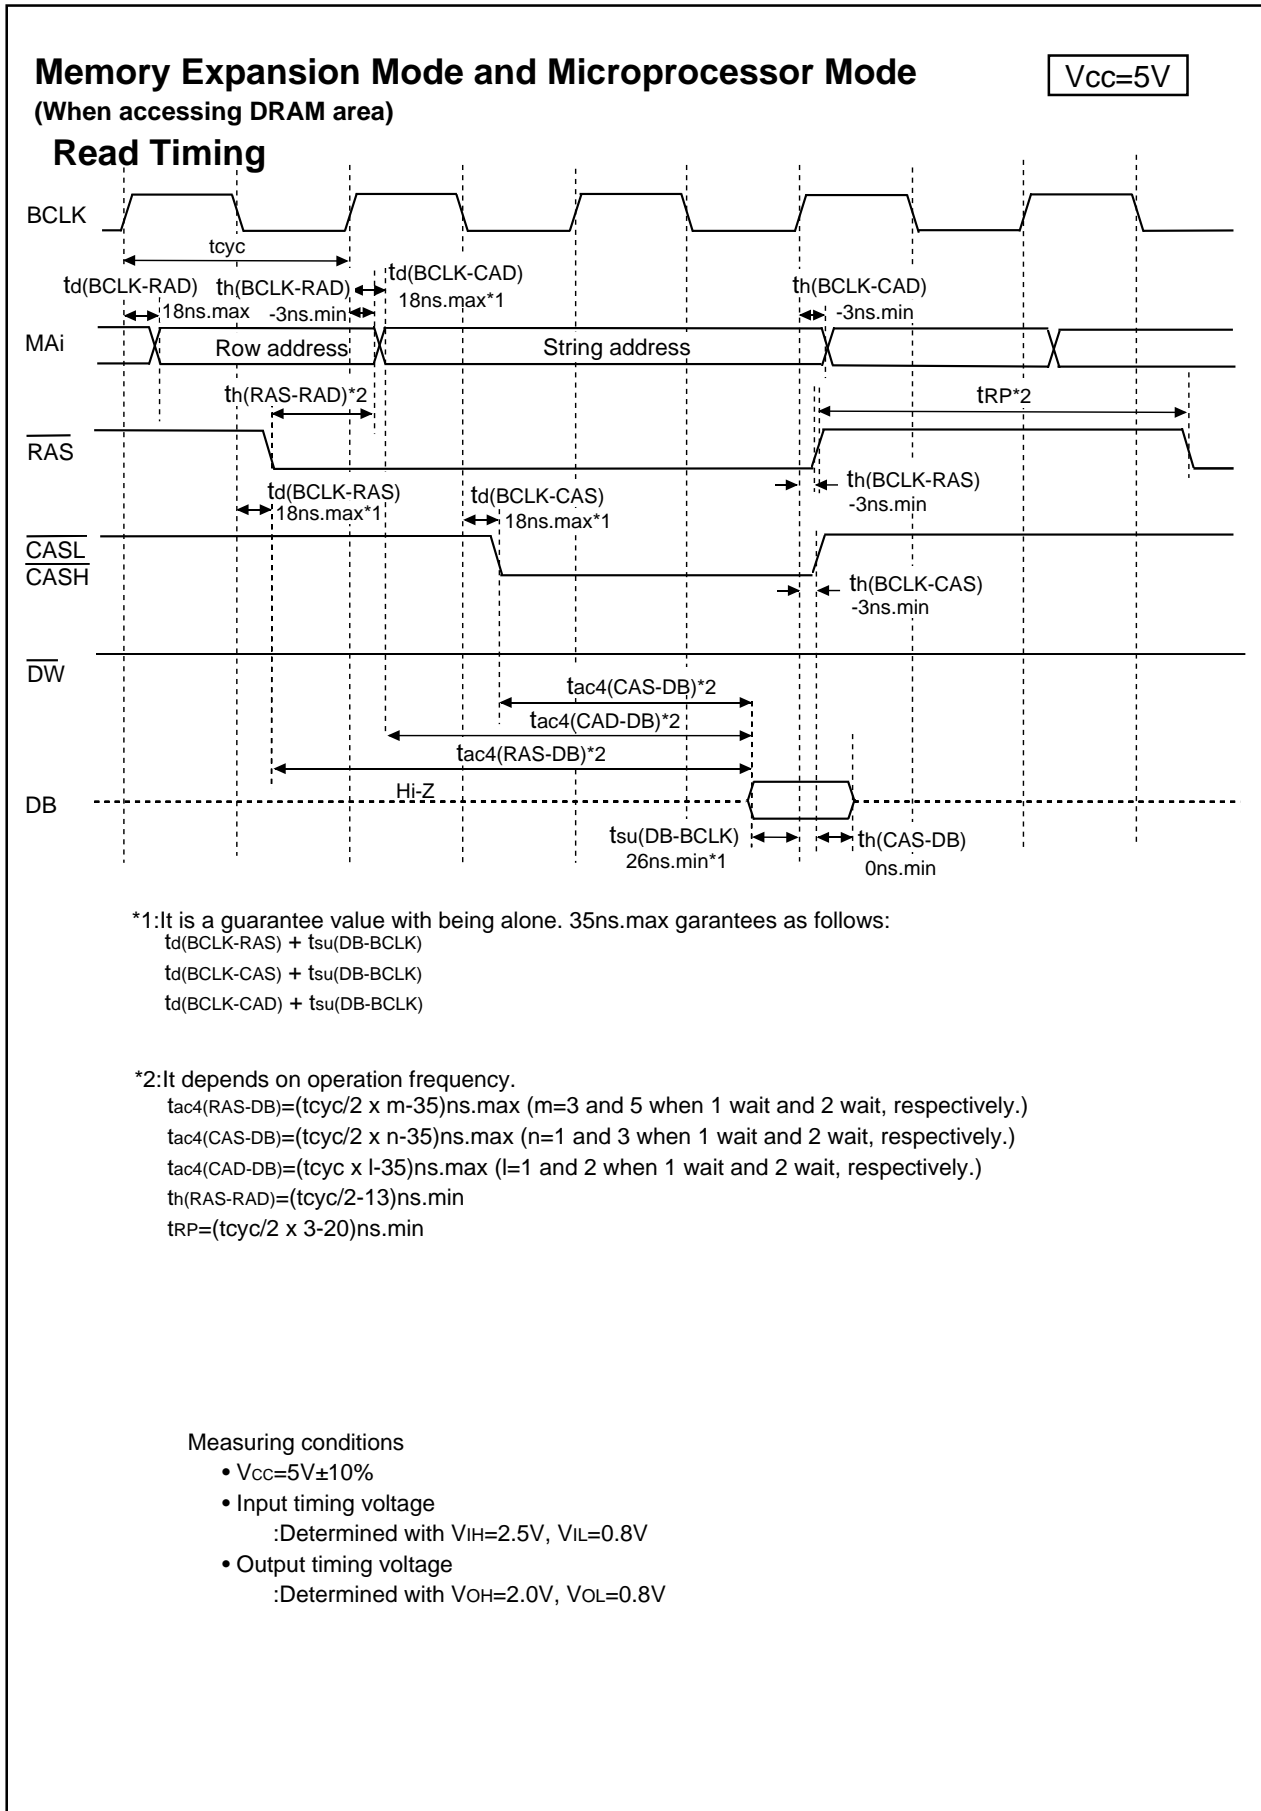 Memory Expansion Mode and Microprocessor Mode
Vcc=5V
(When accessing DRAM area)
Read Timing
BCLK
tcyc
td(BCLK-RAD)
18ns.max
th(BCLK-RAD)
-3ns.min
td(BCLK-CAD)
18ns.max*1
th(BCLK-CAD)
-3ns.min
MAi
Row address
String address
th(RAS-RAD)*2
tRP*2
RAS
td(BCLK-RAS)
18ns.max*1
td(BCLK-CAS)
18ns.max*1
th(BCLK-RAS)
-3ns.min
CASL
CASH
th(BCLK-CAS)
-3ns.min
DW
tac4(CAS-DB)*2
tac4(CAD-DB)*2
tac4(RAS-DB)*2
Hi-Z
DB
tsu(DB-BCLK)
26ns.min*1
th(CAS-DB)
0ns.min
*1:It is a guarantee value with being alone. 35ns.max garantees as follows:
td(BCLK-RAS) + tsu(DB-BCLK)
td(BCLK-CAS) + tsu(DB-BCLK)
td(BCLK-CAD) + tsu(DB-BCLK)
*2:It depends on operation frequency.
tac4(RAS-DB)=(tcyc/2 x m-35)ns.max (m=3 and 5 when 1 wait and 2 wait, respectively.)
tac4(CAS-DB)=(tcyc/2 x n-35)ns.max (n=1 and 3 when 1 wait and 2 wait, respectively.)
tac4(CAD-DB)=(tcyc x l-35)ns.max (l=1 and 2 when 1 wait and 2 wait, respectively.)
th(RAS-RAD)=(tcyc/2-13)ns.min
tRP=(tcyc/2 x 3-20)ns.min
Measuring conditions
• VCC=5V±10%
• Input timing voltage
:Determined with VIH=2.5V, VIL=0.8V
• Output timing voltage
:Determined with VOH=2.0V, VOL=0.8V